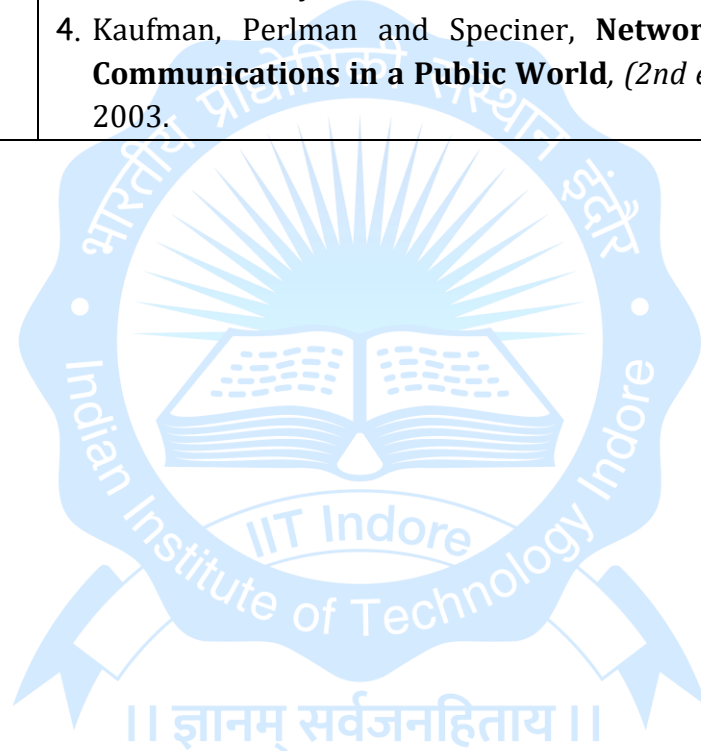 4. Kaufman, Perlman and Speciner, Networ
Communications in a Public World, (2nd e
2003.
भारतीय प्रौद्योगिकी संस्थान इंदौर
Indian Institute of Technology Indore
IIT Indore
।। ज्ञानम् सर्वजनहिताय ।।